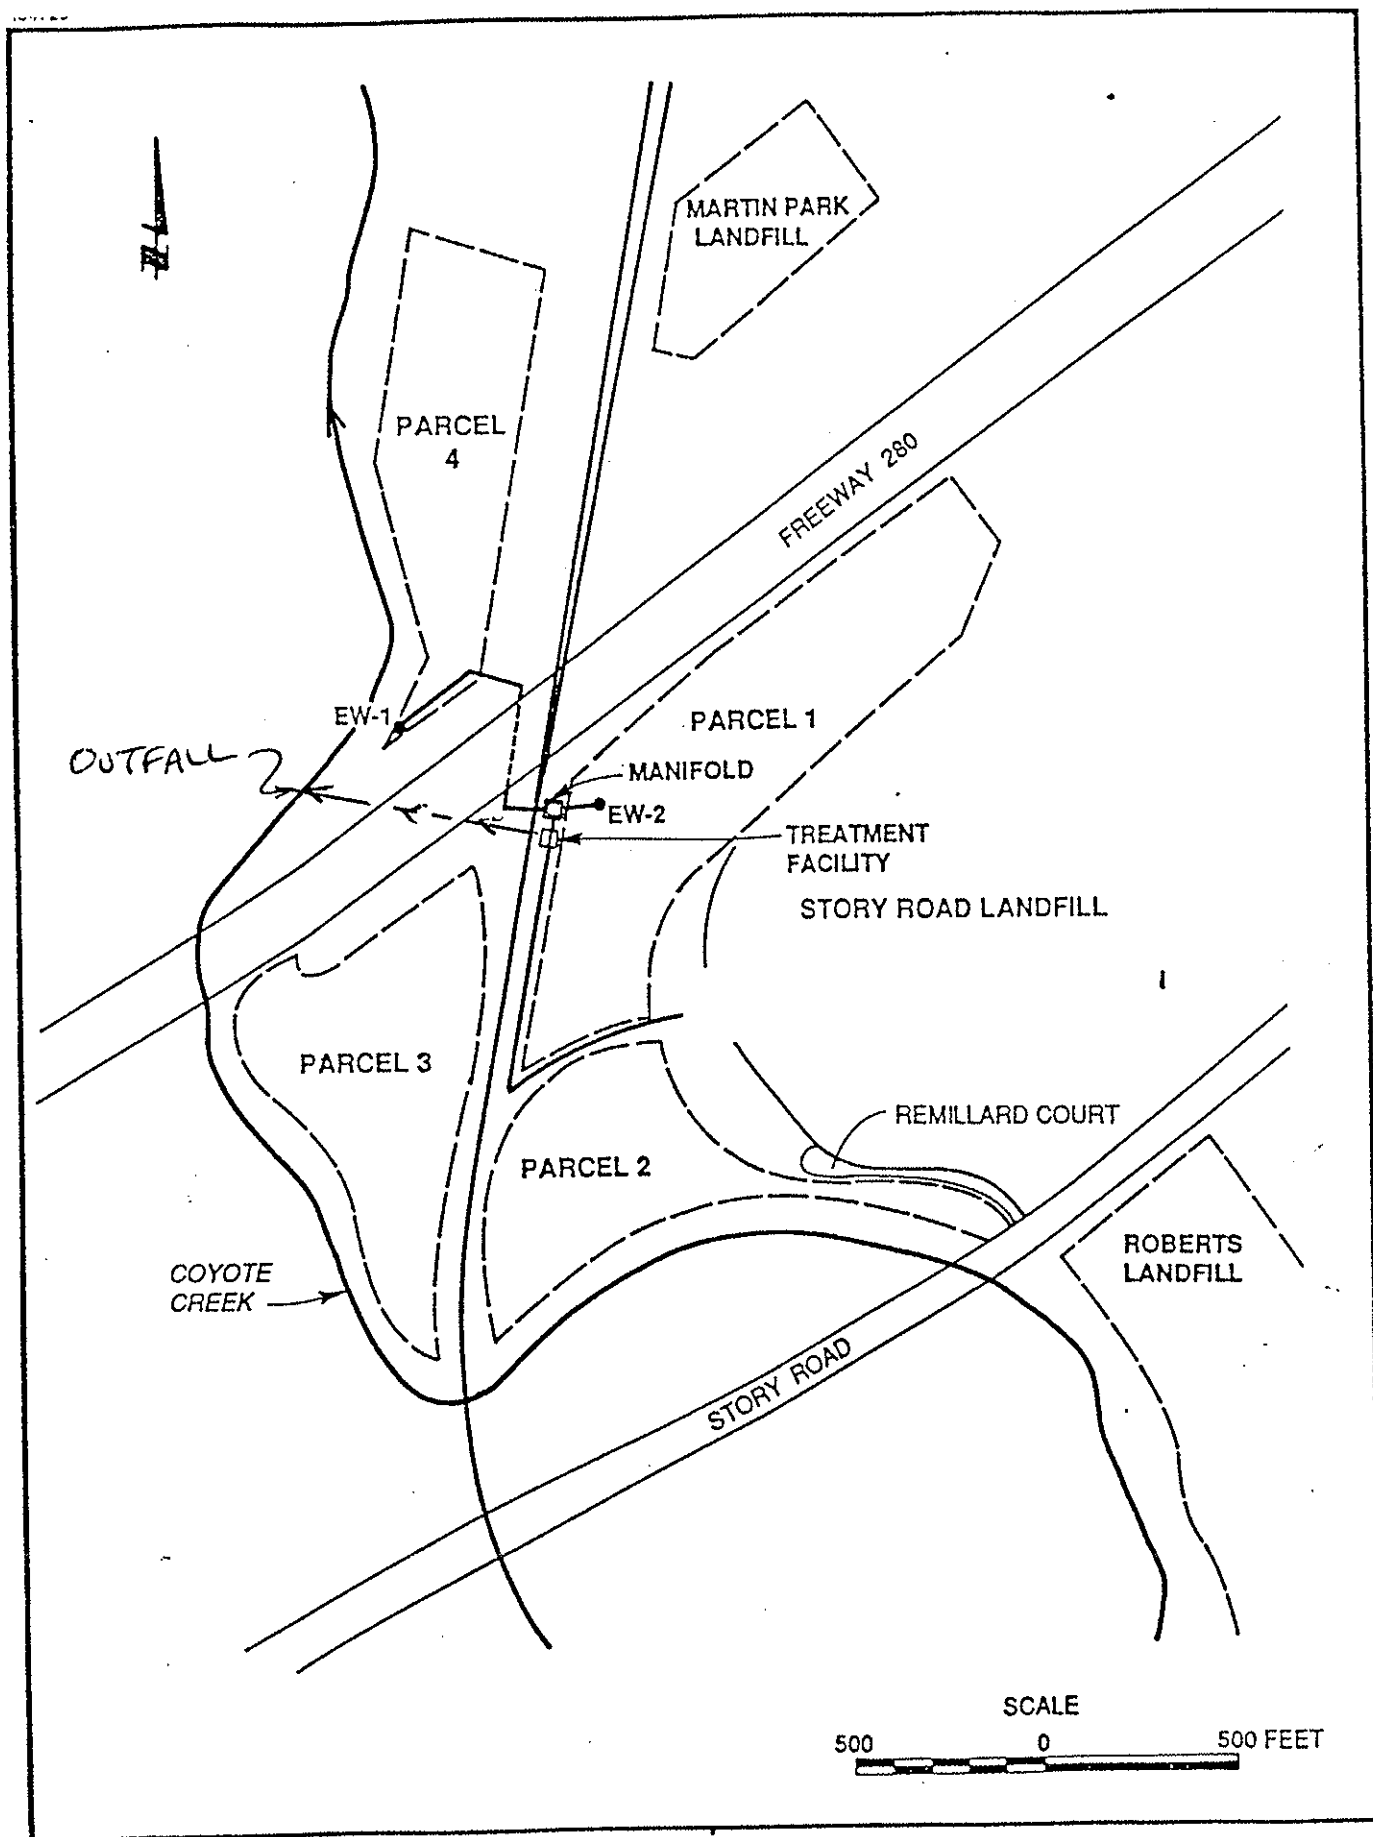 MARTIN PARK
LANDFILL
PARCEL
4
FREEWAY 280
EW-1
PARCEL 1
OUTFALL
MANIFOLD
EW-2
TREATMENT
FACILITY
STORY ROAD LANDFILL
PARCEL 3
REMILLARD COURT
PARCEL 2
ROBERTS
LANDFILL
COYOTE
CREEK
STORY ROAD
SCALE
500 0 500 FEET